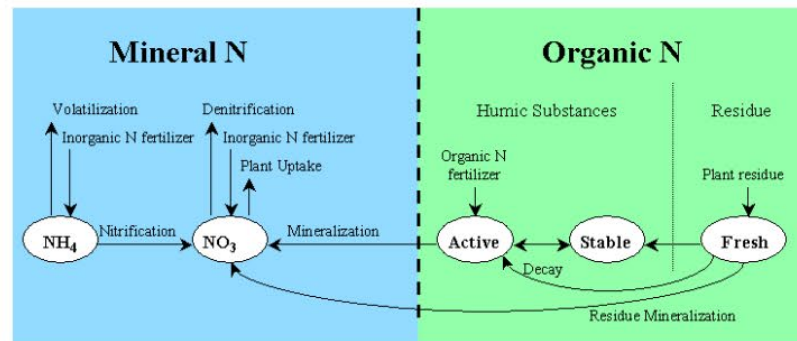 Mineral N
Organic N
Volatilization
Denitrification
Humic Substances
Residue
Inorganic N fertilizer
Inorganic N fertilizer
Plant Uptake
Organic N
fertilizer
Plant residue
NH4
Nitrification
NO3
Mineralization
Active
Stable
Fresh
Decay
Residue Mineralization